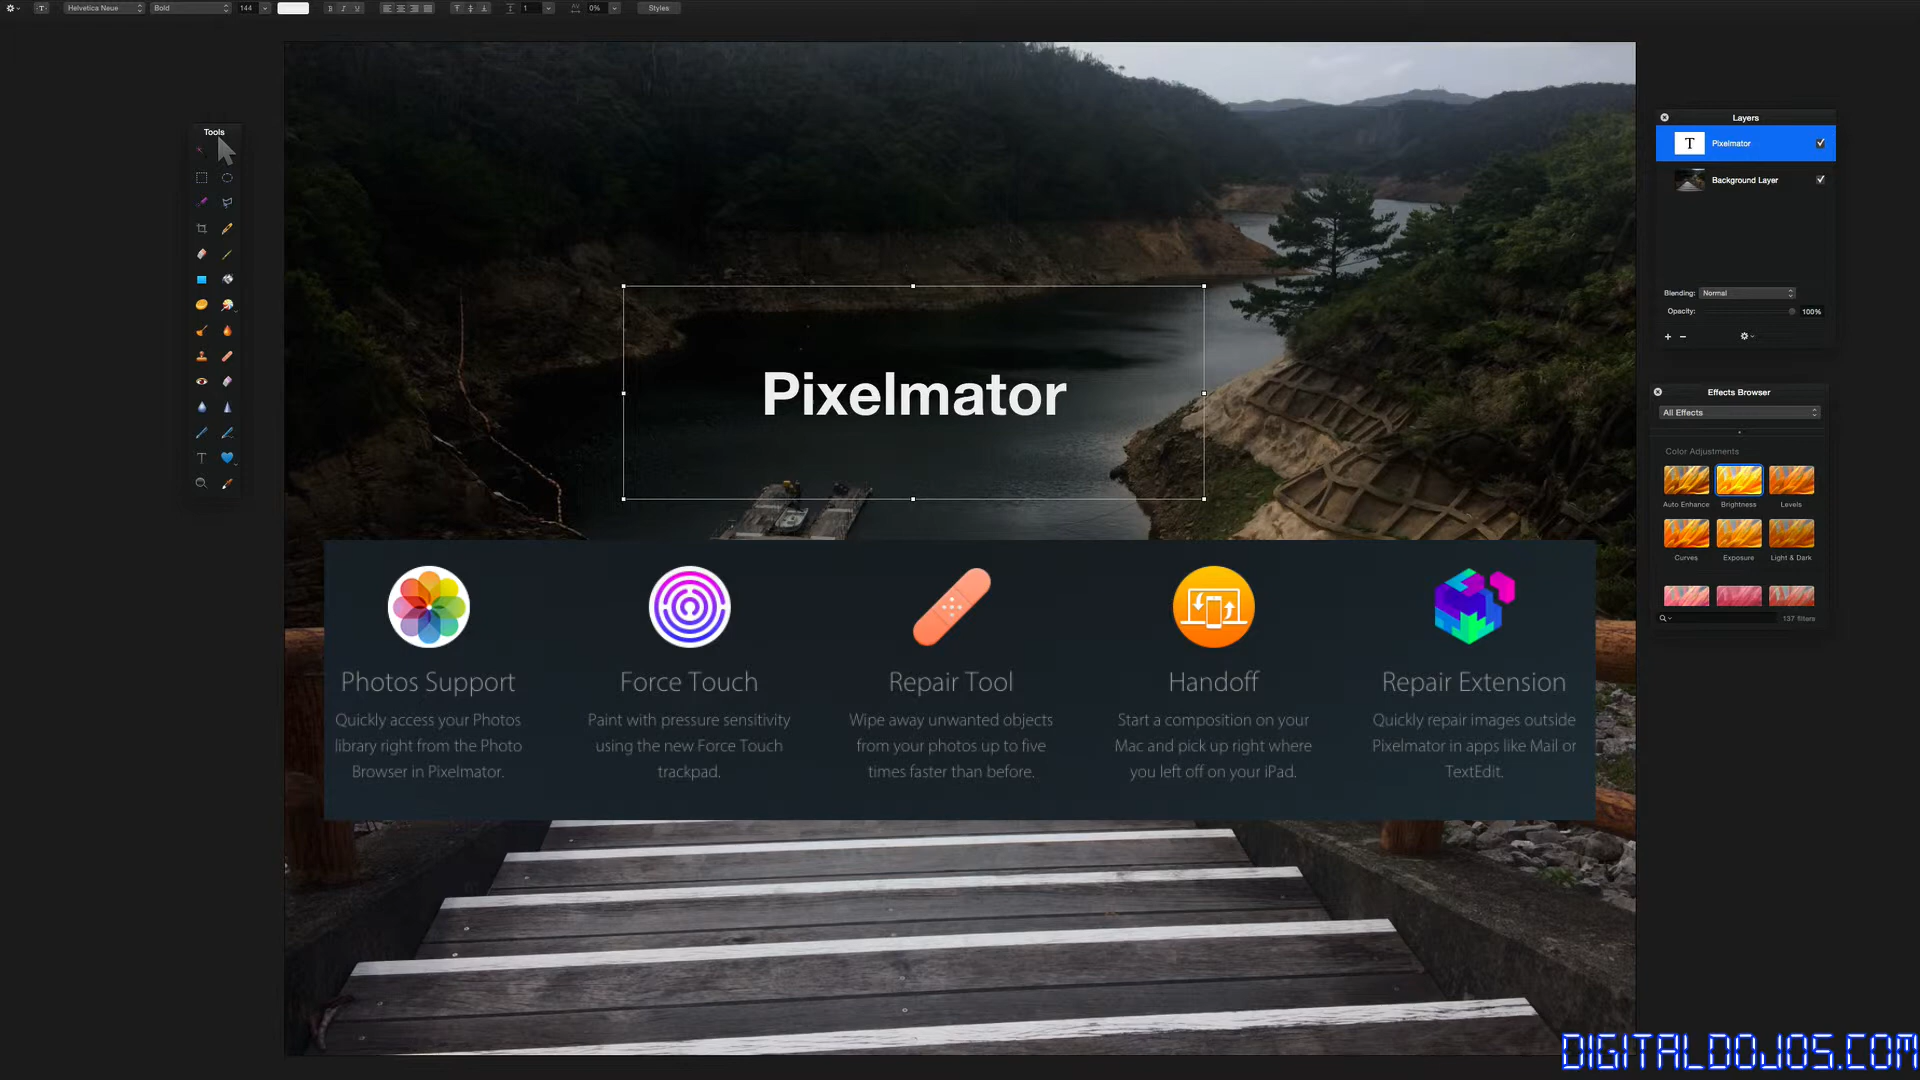 T Helvetica Neue Bold 144 B I U 1 AV 0% Styles
Tools
T
Pixelmator
Layers
T Pixelmator
Background Layer
Blending: Normal
Opacity: 100%
Effects Browser
All Effects
Color Adjustments
Auto Enhance Brightness Levels
Curves Exposure Light & Dark
137 filters
Photos Support
Quickly access your Photos
library right from the Photo
Browser in Pixelmator.
Force Touch
Paint with pressure sensitivity
using the new Force Touch
trackpad.
Repair Tool
Wipe away unwanted objects
from your photos up to five
times faster than before.
Handoff
Start a composition on your
Mac and pick up right where
you left off on your iPad.
Repair Extension
Quickly repair images outside
Pixelmator in apps like Mail or
TextEdit.
DIGITALDOJOS.COM